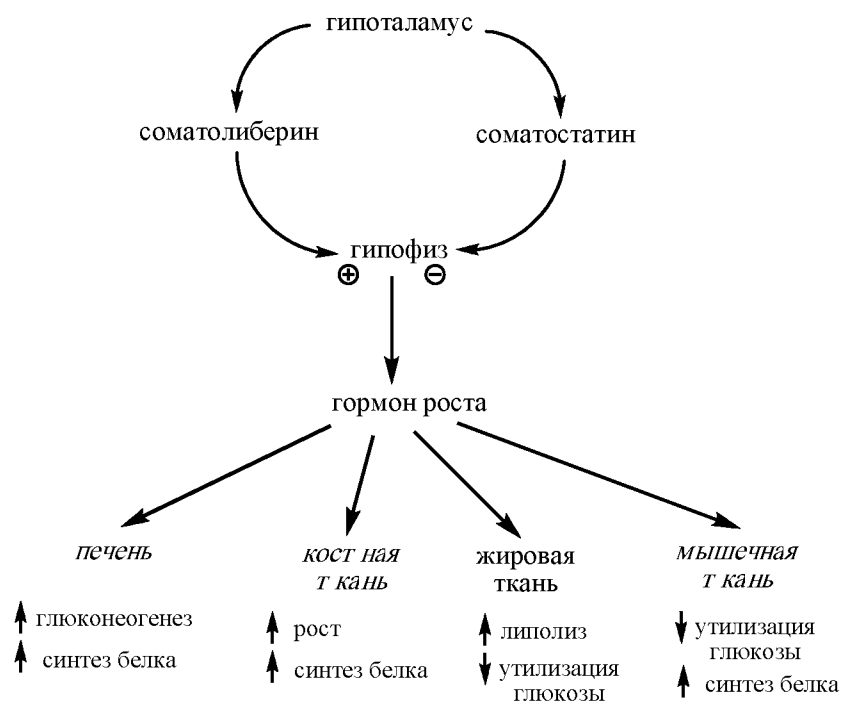 гипоталамус
соматолиберин
соматостатин
гипофиз
+
−
гормон роста
печень
глюконеогенез
синтез белка
кост ная
т кань
рост
синтез белка
жировая
ткань
липолиз
утилизация
глюкозы
мышечная
т кань
утилизация
глюкозы
синтез белка